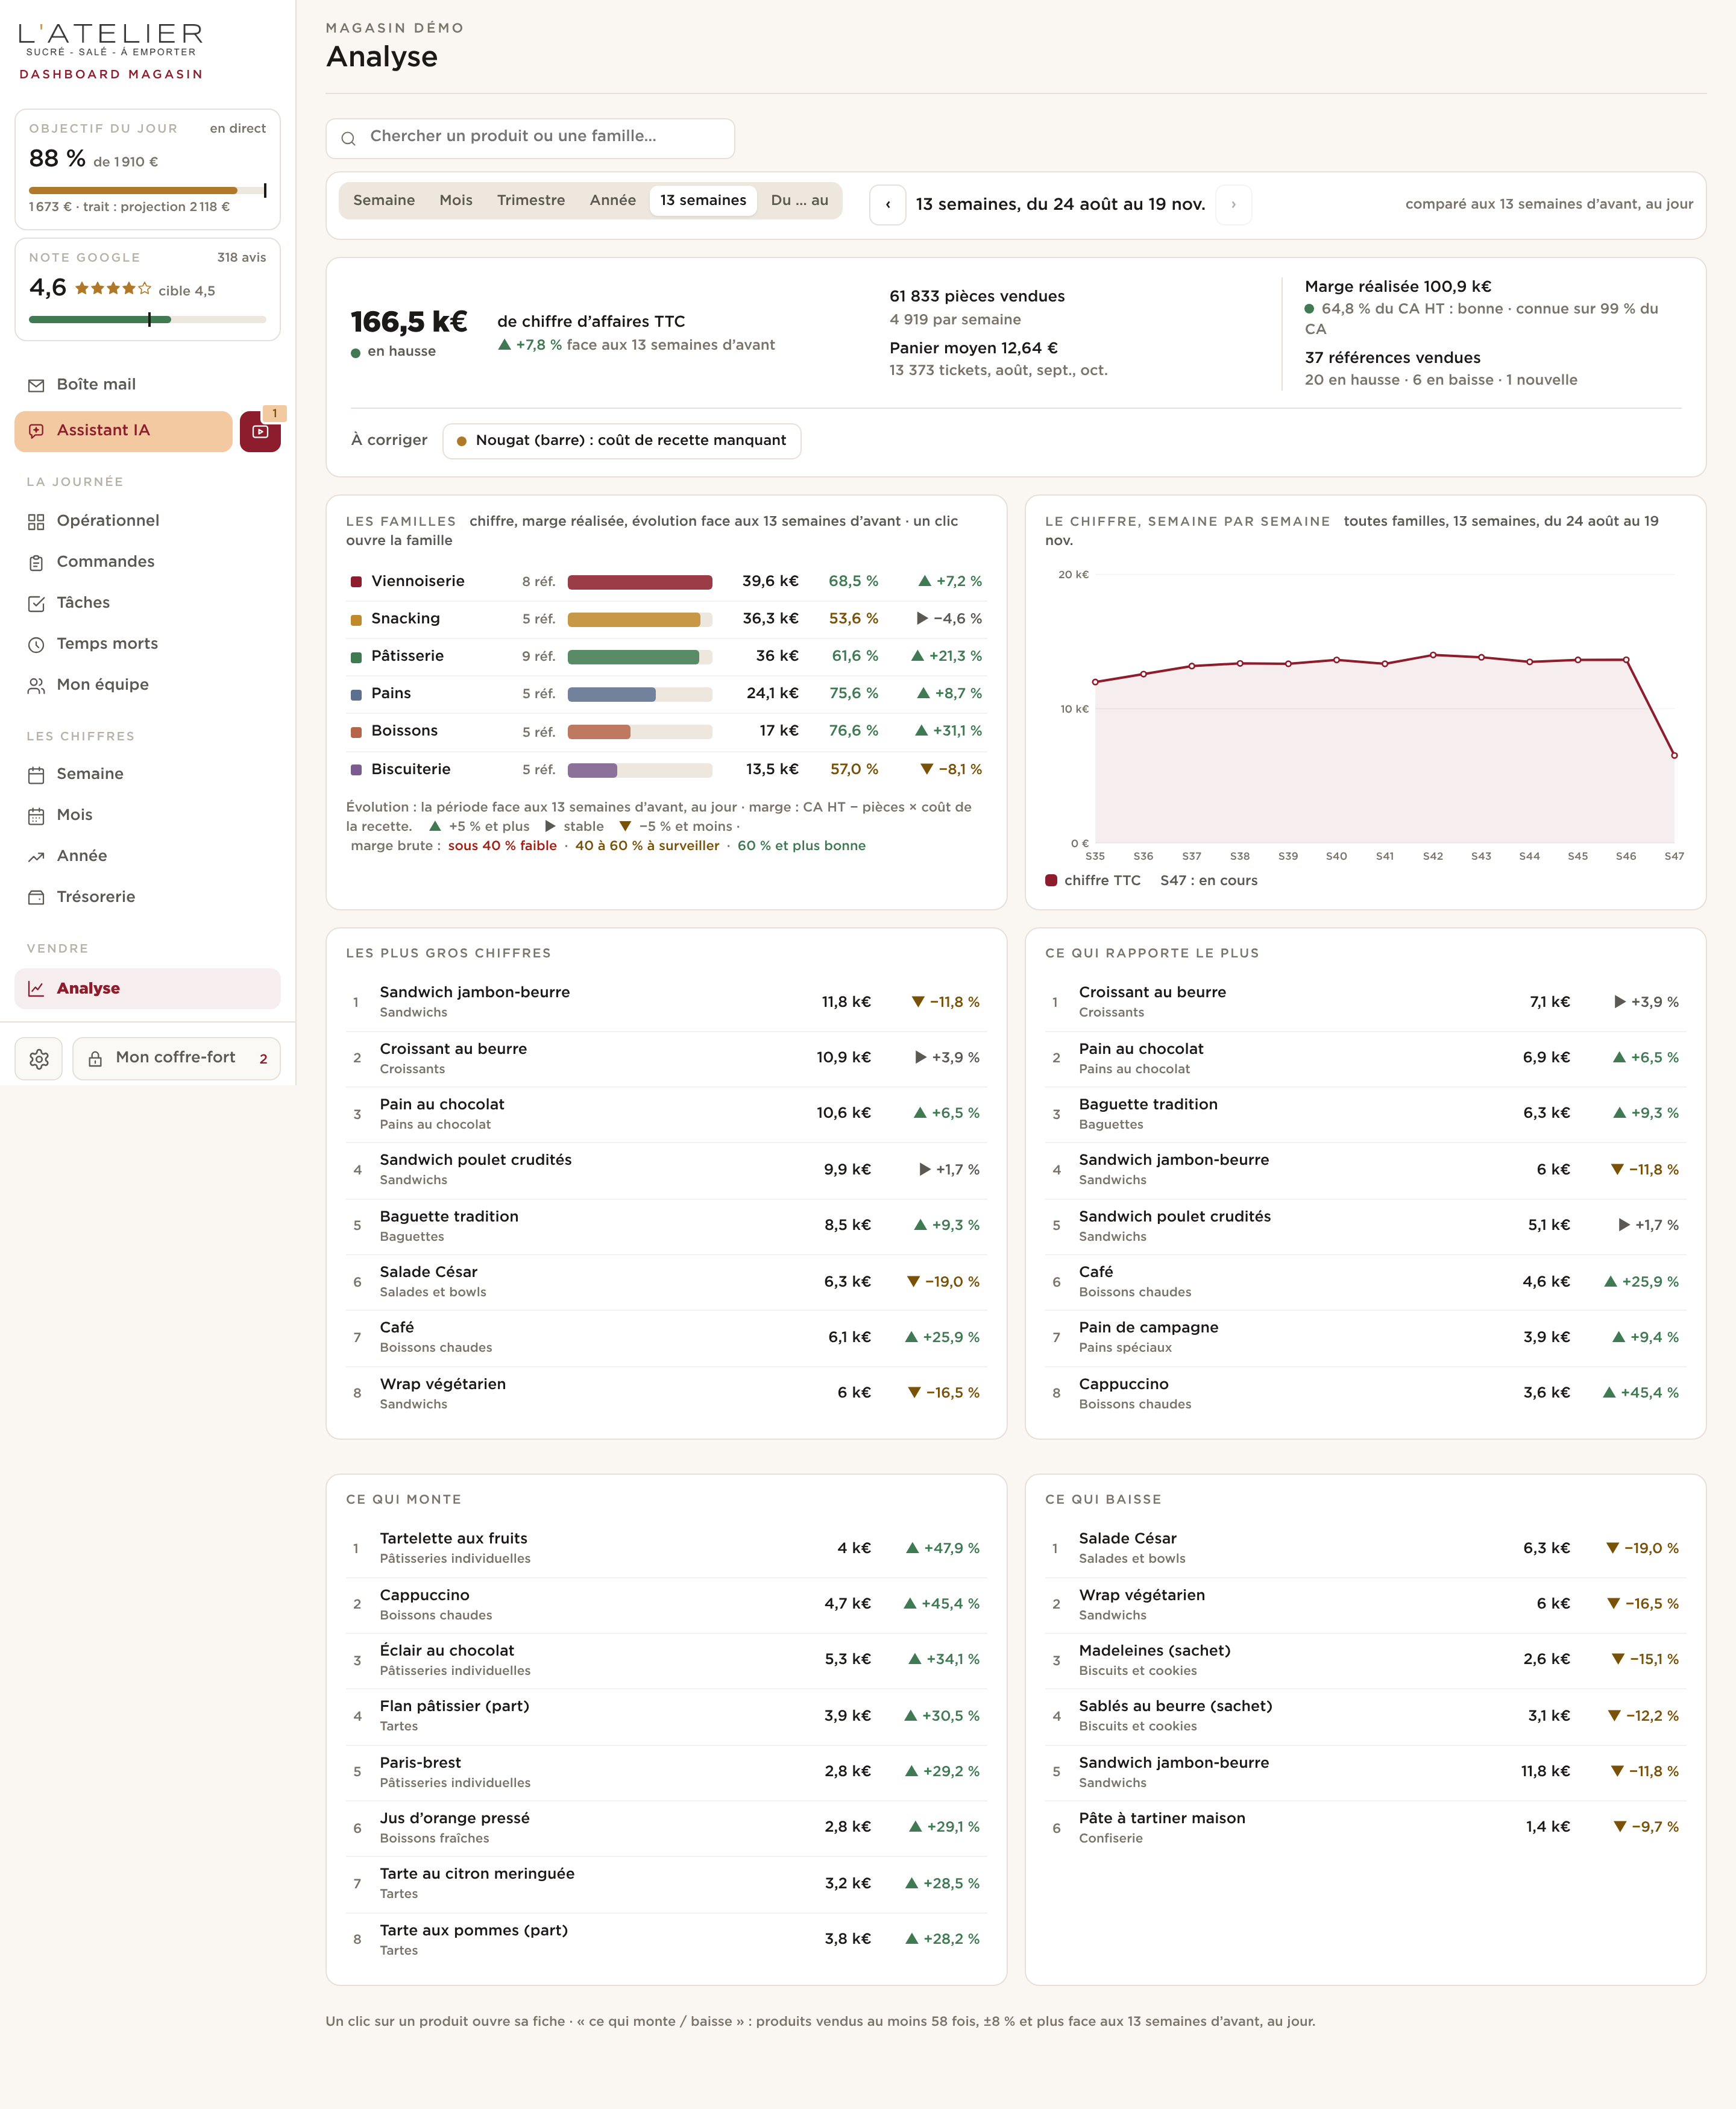 L'ATELIER
SUCRÉ - SALÉ - À EMPORTER
DASHBOARD MAGASIN
OBJECTIF DU JOUR en direct
88 % de 1 910 €
1 673 € · trait : projection 2 118 €
NOTE GOOGLE 318 avis
4,6 ★★★★☆ cible 4,5
Boîte mail
Assistant IA 1
LA JOURNÉE
Opérationnel
Commandes
Tâches
Temps morts
Mon équipe
LES CHIFFRES
Semaine
Mois
Année
Trésorerie
VENDRE
Analyse
Mon coffre-fort 2
MAGASIN DÉMO
Analyse
Chercher un produit ou une famille...
Semaine Mois Trimestre Année 13 semaines Du ... au ‹ 13 semaines, du 24 août au 19 nov. › comparé aux 13 semaines d’avant, au jour
166,5 k€
en hausse
de chiffre d’affaires TTC
▲ +7,8 % face aux 13 semaines d’avant
61 833 pièces vendues
4 919 par semaine
Panier moyen 12,64 €
13 373 tickets, août, sept., oct.
Marge réalisée 100,9 k€
64,8 % du CA HT : bonne · connue sur 99 % du
CA
37 références vendues
20 en hausse · 6 en baisse · 1 nouvelle
À corriger Nougat (barre) : coût de recette manquant
LES FAMILLES chiffre, marge réalisée, évolution face aux 13 semaines d’avant · un clic
ouvre la famille
Viennoiserie 8 réf. 39,6 k€ 68,5 % ▲ +7,2 %
Snacking 5 réf. 36,3 k€ 53,6 % ▶ −4,6 %
Pâtisserie 9 réf. 36 k€ 61,6 % ▲ +21,3 %
Pains 5 réf. 24,1 k€ 75,6 % ▲ +8,7 %
Boissons 5 réf. 17 k€ 76,6 % ▲ +31,1 %
Biscuiterie 5 réf. 13,5 k€ 57,0 % ▼ −8,1 %
Évolution : la période face aux 13 semaines d’avant, au jour · marge : CA HT − pièces × coût de
la recette. ▲ +5 % et plus ▶ stable ▼ −5 % et moins ·
marge brute : sous 40 % faible · 40 à 60 % à surveiller · 60 % et plus bonne
LE CHIFFRE, SEMAINE PAR SEMAINE toutes familles, 13 semaines, du 24 août au 19
nov.
20 k€
10 k€
0 €
S35 S36 S37 S38 S39 S40 S41 S42 S43 S44 S45 S46 S47
chiffre TTC S47 : en cours
LES PLUS GROS CHIFFRES
1 Sandwich jambon-beurre 11,8 k€ ▼ −11,8 %
Sandwichs
2 Croissant au beurre 10,9 k€ ▶ +3,9 %
Croissants
3 Pain au chocolat 10,6 k€ ▲ +6,5 %
Pains au chocolat
4 Sandwich poulet crudités 9,9 k€ ▶ +1,7 %
Sandwichs
5 Baguette tradition 8,5 k€ ▲ +9,3 %
Baguettes
6 Salade César 6,3 k€ ▼ −19,0 %
Salades et bowls
7 Café 6,1 k€ ▲ +25,9 %
Boissons chaudes
8 Wrap végétarien 6 k€ ▼ −16,5 %
Sandwichs
CE QUI RAPPORTE LE PLUS
1 Croissant au beurre 7,1 k€ ▶ +3,9 %
Croissants
2 Pain au chocolat 6,9 k€ ▲ +6,5 %
Pains au chocolat
3 Baguette tradition 6,3 k€ ▲ +9,3 %
Baguettes
4 Sandwich jambon-beurre 6 k€ ▼ −11,8 %
Sandwichs
5 Sandwich poulet crudités 5,1 k€ ▶ +1,7 %
Sandwichs
6 Café 4,6 k€ ▲ +25,9 %
Boissons chaudes
7 Pain de campagne 3,9 k€ ▲ +9,4 %
Pains spéciaux
8 Cappuccino 3,6 k€ ▲ +45,4 %
Boissons chaudes
CE QUI MONTE
1 Tartelette aux fruits 4 k€ ▲ +47,9 %
Pâtisseries individuelles
2 Cappuccino 4,7 k€ ▲ +45,4 %
Boissons chaudes
3 Éclair au chocolat 5,3 k€ ▲ +34,1 %
Pâtisseries individuelles
4 Flan pâtissier (part) 3,9 k€ ▲ +30,5 %
Tartes
5 Paris-brest 2,8 k€ ▲ +29,2 %
Pâtisseries individuelles
6 Jus d’orange pressé 2,8 k€ ▲ +29,1 %
Boissons fraîches
7 Tarte au citron meringuée 3,2 k€ ▲ +28,5 %
Tartes
8 Tarte aux pommes (part) 3,8 k€ ▲ +28,2 %
Tartes
CE QUI BAISSE
1 Salade César 6,3 k€ ▼ −19,0 %
Salades et bowls
2 Wrap végétarien 6 k€ ▼ −16,5 %
Sandwichs
3 Madeleines (sachet) 2,6 k€ ▼ −15,1 %
Biscuits et cookies
4 Sablés au beurre (sachet) 3,1 k€ ▼ −12,2 %
Biscuits et cookies
5 Sandwich jambon-beurre 11,8 k€ ▼ −11,8 %
Sandwichs
6 Pâte à tartiner maison 1,4 k€ ▼ −9,7 %
Confiserie
Un clic sur un produit ouvre sa fiche · « ce qui monte / baisse » : produits vendus au moins 58 fois, ±8 % et plus face aux 13 semaines d’avant, au jour.